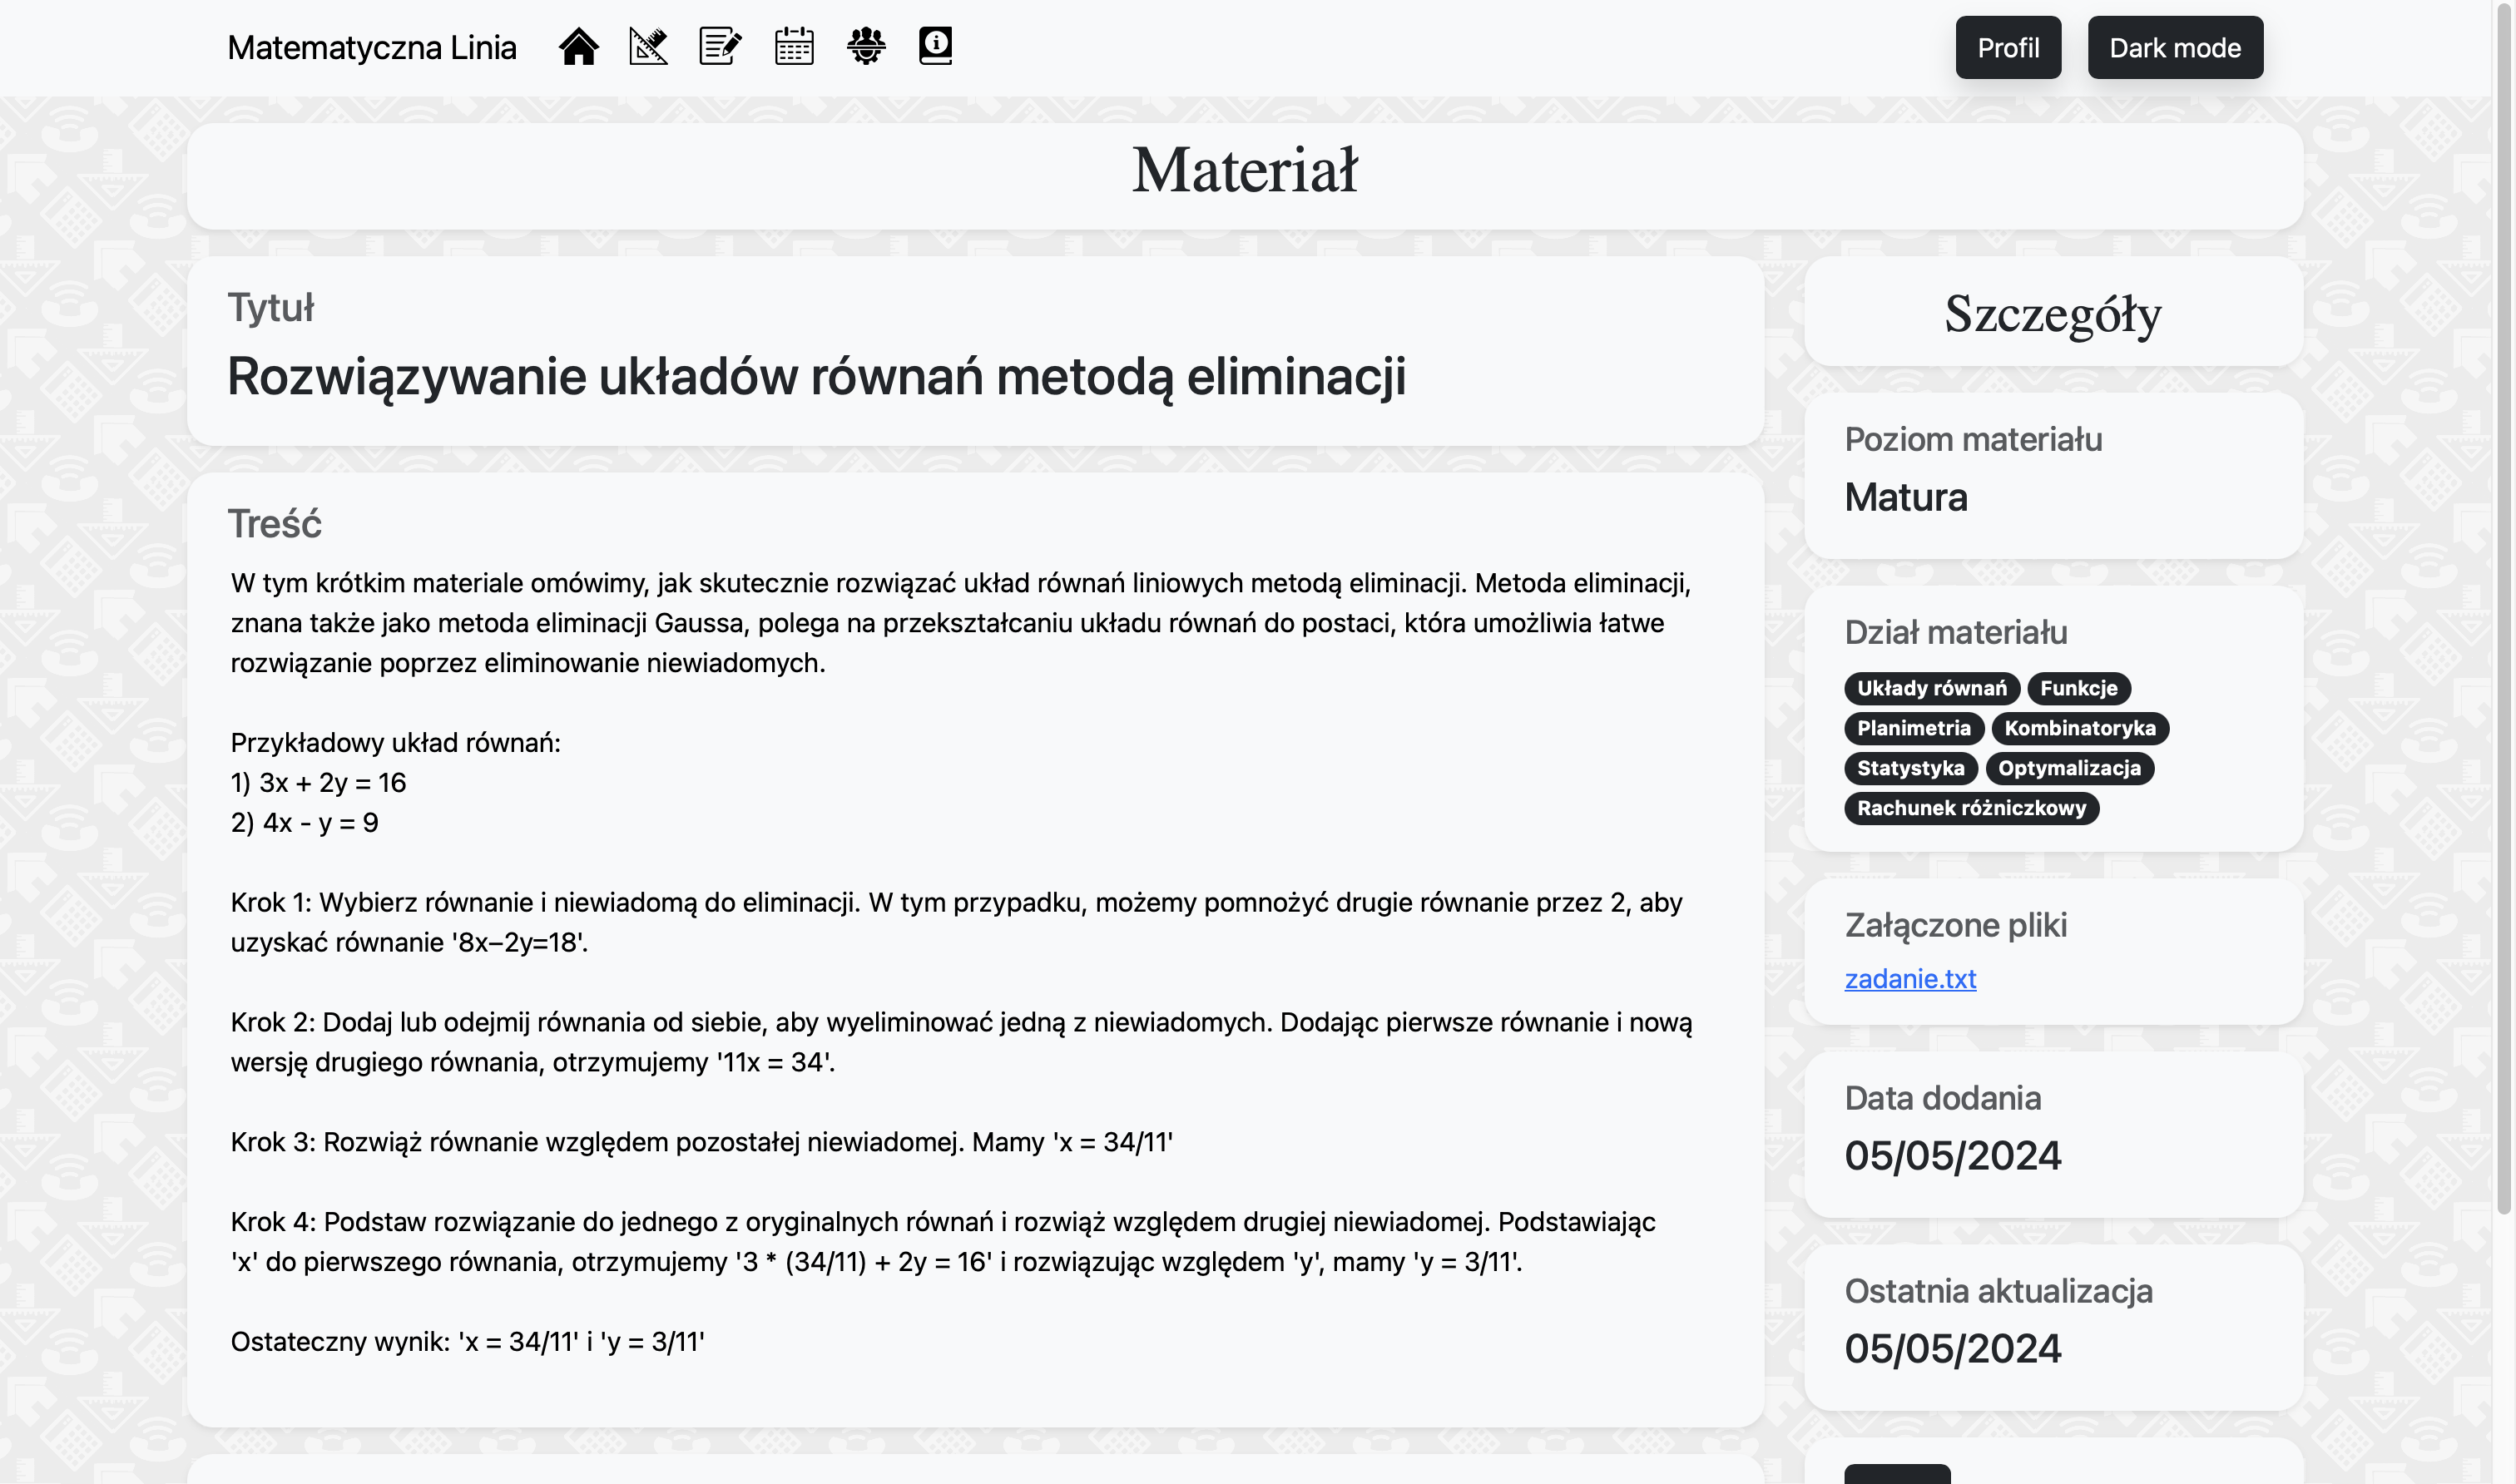 Matematyczna Linia
Profil
Dark mode
Materiał
Tytuł
Rozwiązywanie układów równań metodą eliminacji
Treść
W tym krótkim materiale omówimy, jak skutecznie rozwiązać układ równań liniowych metodą eliminacji. Metoda eliminacji,
znana także jako metoda eliminacji Gaussa, polega na przekształcaniu układu równań do postaci, która umożliwia łatwe
rozwiązanie poprzez eliminowanie niewiadomych.
Przykładowy układ równań:
1) 3x + 2y = 16
2) 4x - y = 9
Krok 1: Wybierz równanie i niewiadomą do eliminacji. W tym przypadku, możemy pomnożyć drugie równanie przez 2, aby
uzyskać równanie '8x−2y=18'.
Krok 2: Dodaj lub odejmij równania od siebie, aby wyeliminować jedną z niewiadomych. Dodając pierwsze równanie i nową
wersję drugiego równania, otrzymujemy '11x = 34'.
Krok 3: Rozwiąż równanie względem pozostałej niewiadomej. Mamy 'x = 34/11'
Krok 4: Podstaw rozwiązanie do jednego z oryginalnych równań i rozwiąż względem drugiej niewiadomej. Podstawiając
'x' do pierwszego równania, otrzymujemy '3 * (34/11) + 2y = 16' i rozwiązując względem 'y', mamy 'y = 3/11'.
Ostateczny wynik: 'x = 34/11' i 'y = 3/11'
Szczegóły
Poziom materiału
Matura
Dział materiału
Układy równań Funkcje
Planimetria Kombinatoryka
Statystyka Optymalizacja
Rachunek różniczkowy
Załączone pliki
zadanie.txt
Data dodania
05/05/2024
Ostatnia aktualizacja
05/05/2024